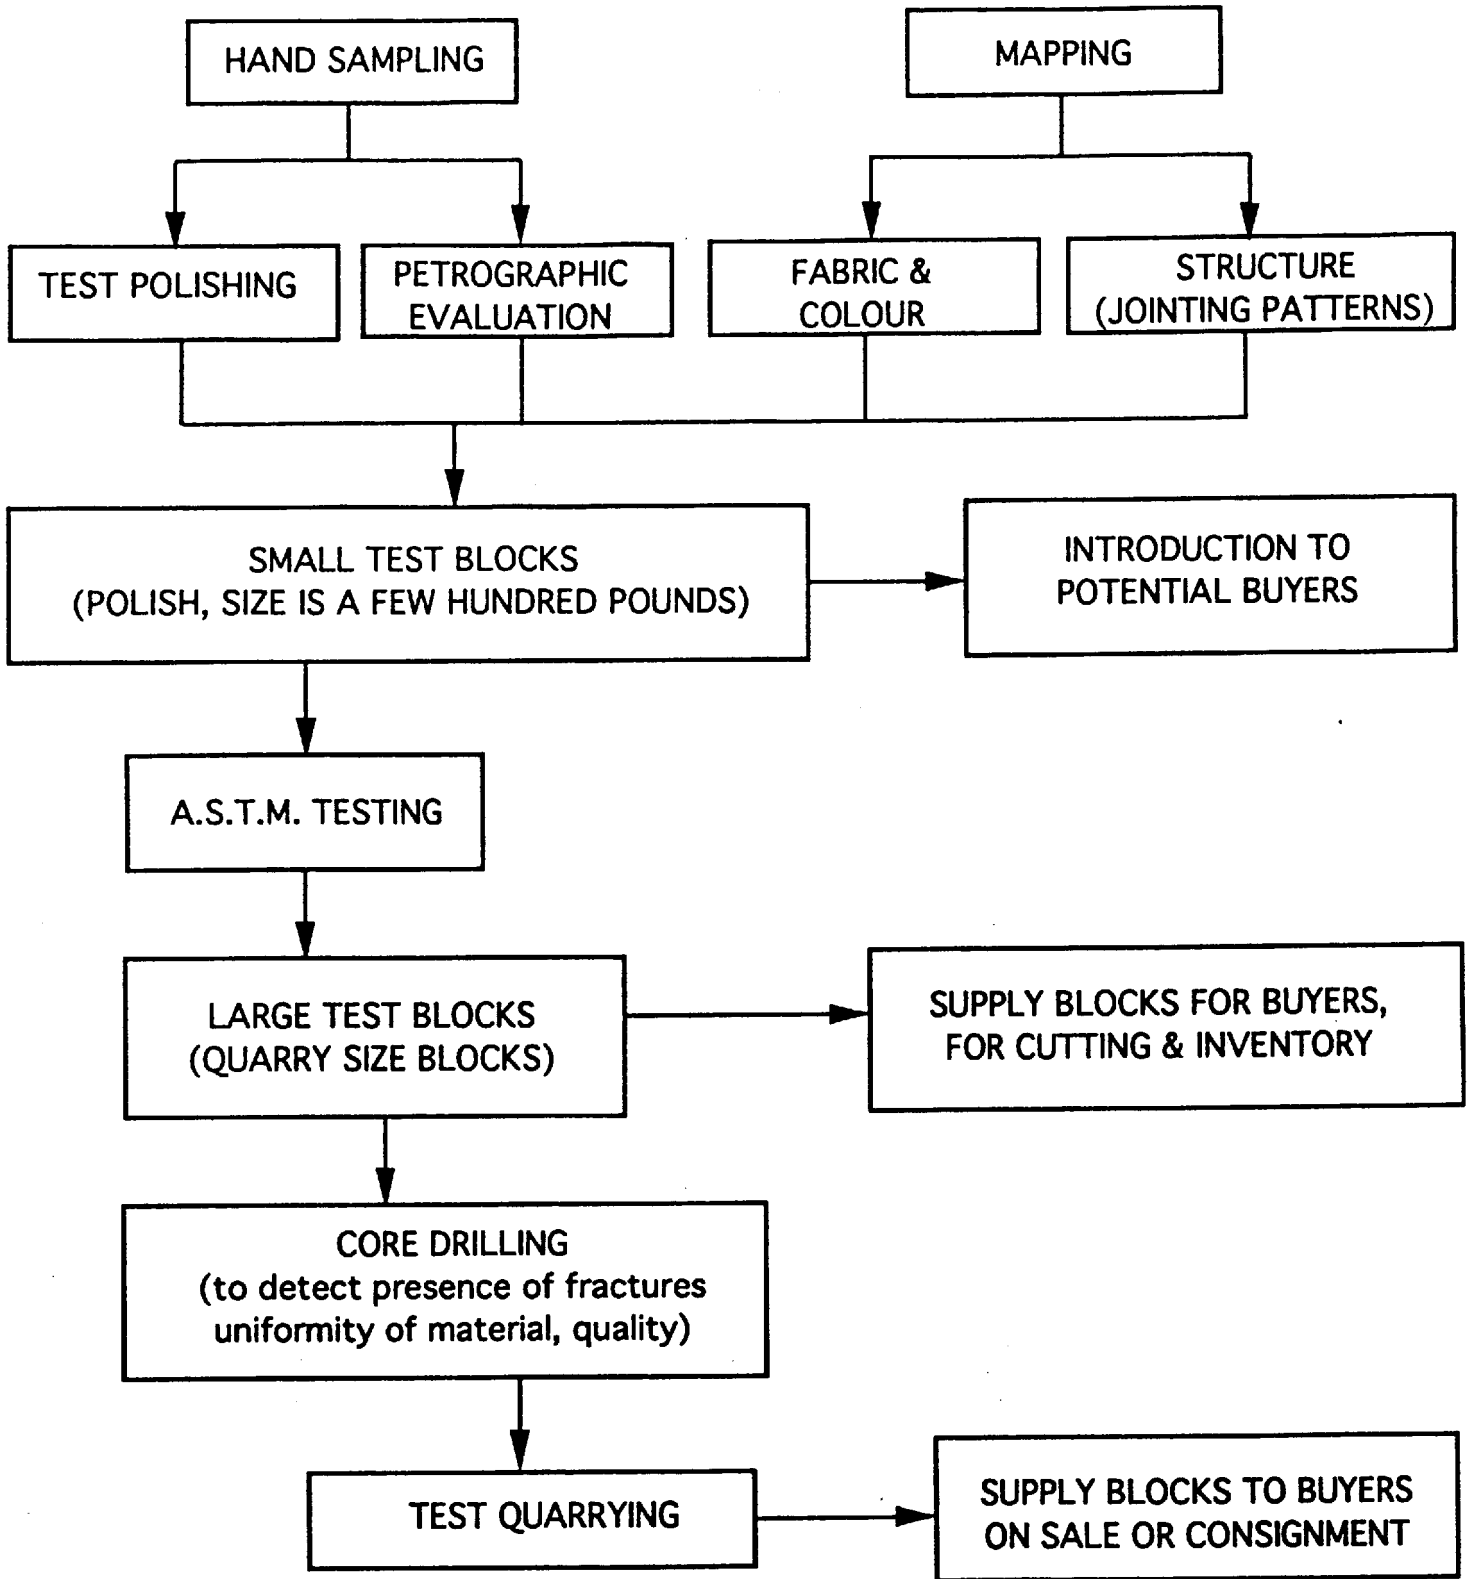 HAND SAMPLING
MAPPING
TEST POLISHING
PETROGRAPHIC
EVALUATION
FABRIC &
COLOUR
STRUCTURE
(JOINTING PATTERNS)
SMALL TEST BLOCKS
(POLISH, SIZE IS A FEW HUNDRED POUNDS)
INTRODUCTION TO
POTENTIAL BUYERS
A.S.T.M. TESTING
LARGE TEST BLOCKS
(QUARRY SIZE BLOCKS)
SUPPLY BLOCKS FOR BUYERS,
FOR CUTTING & INVENTORY
CORE DRILLING
(to detect presence of fractures
uniformity of material, quality)
TEST QUARRYING
SUPPLY BLOCKS TO BUYERS
ON SALE OR CONSIGNMENT